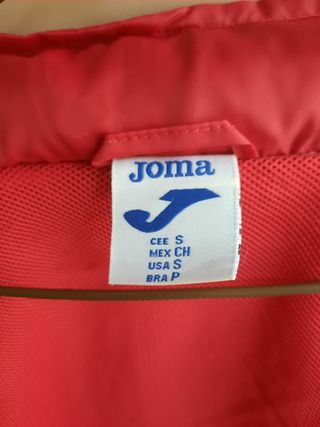 Joma
CEE S
MEX CH
USA S
BRA P